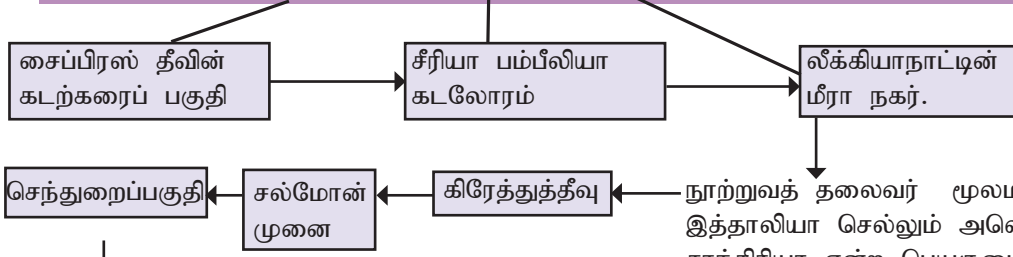 சைப்பிரஸ் தீவின்
கடற்கரைப் பகுதி
சீரியா பம்பீலியா
கடலோரம்
லீக்கியாநாட்டின்
மீரா நகர்.
நூற்றுவத் தலைவர்
இத்தாலியா செல்லும்
கிரேத்துத்தீவு
சல்மோன்
முனை
செந்துறைப்பகுதி